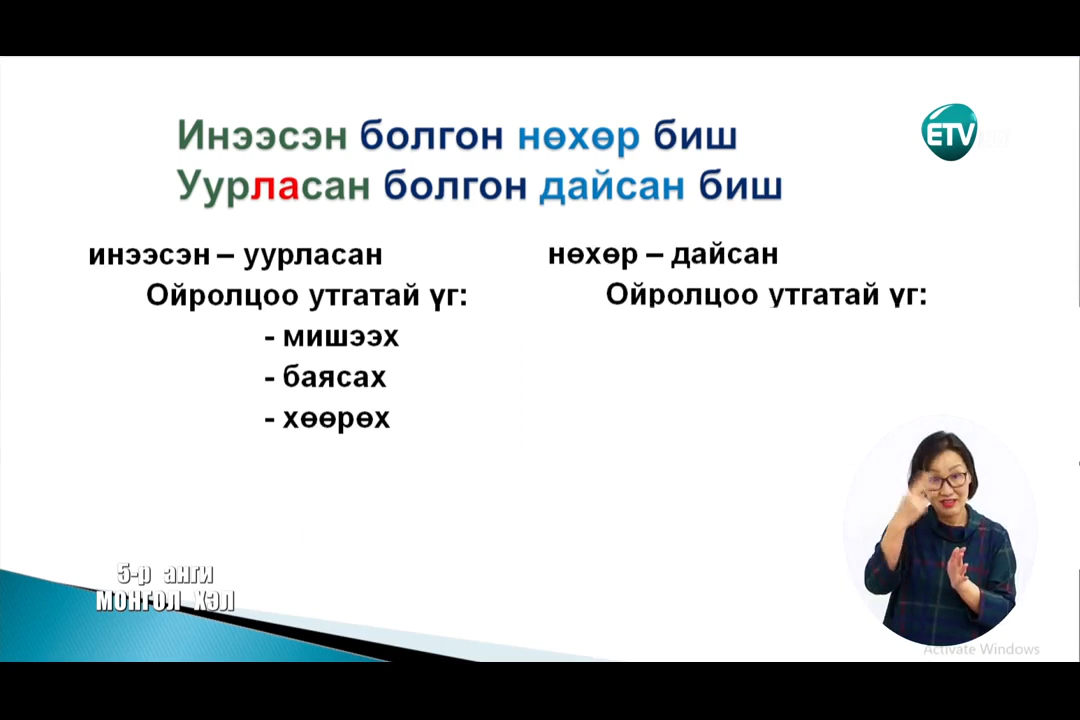 Инээсэн болгон нөхөр биш
Уурласан болгон дайсан биш
ETV
инээсэн – уурласан
Ойролцоо утгатай үг:
- мишээх
- баясах
- хөөрөх
нөхөр – дайсан
Ойролцоо утгатай үг:
5-р анги
МОНГОЛ ХЭЛ
Activate Windows